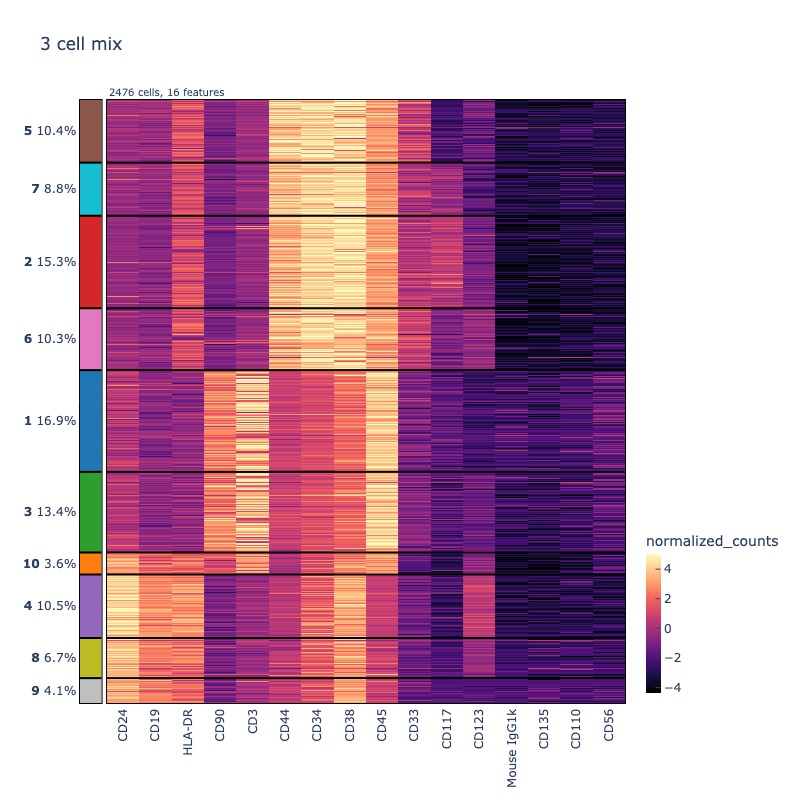 3 cell mix
2476 cells, 16 features
5 10.4%
7 8.8%
2 15.3%
6 10.3%
1 16.9%
3 13.4%
10 3.6%
4 10.5%
8 6.7%
9 4.1%
normalized_counts
4
2
0
−2
−4
CD24
CD19
HLA-DR
CD90
CD3
CD44
CD34
CD38
CD45
CD33
CD117
CD123
Mouse IgG1k
CD135
CD110
CD56